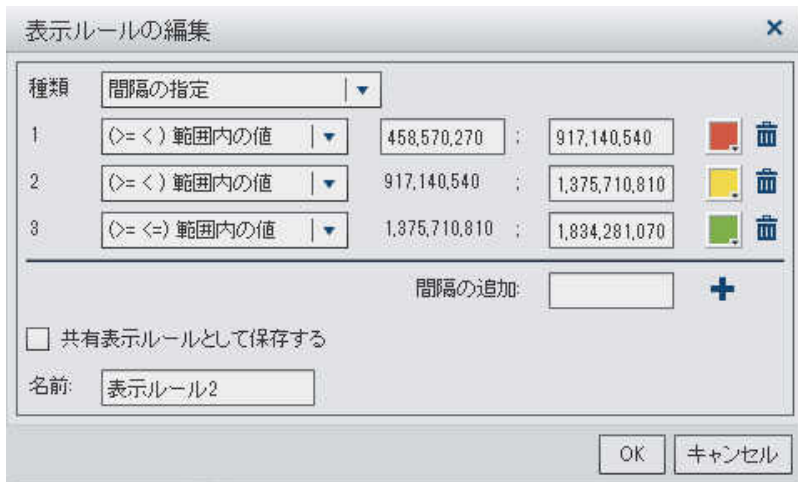 表示ルールの編集
種類 間隔の指定
1 (>= < ) 範囲内の値 458,570,270 : 917,140,540
2 (>= < ) 範囲内の値 917,140,540 : 1,375,710,810
3 (>= <=) 範囲内の値 1,375,710,810 : 1,834,281,070
間隔の追加:
共有表示ルールとして保存する
名前: 表示ルール2
OK キャンセル